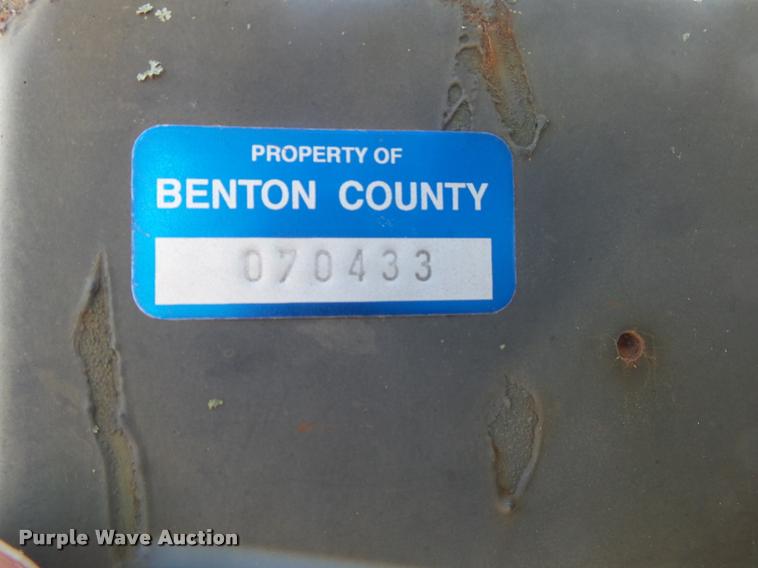 PROPERTY OF
BENTON COUNTY
070433
Purple Wave Auction